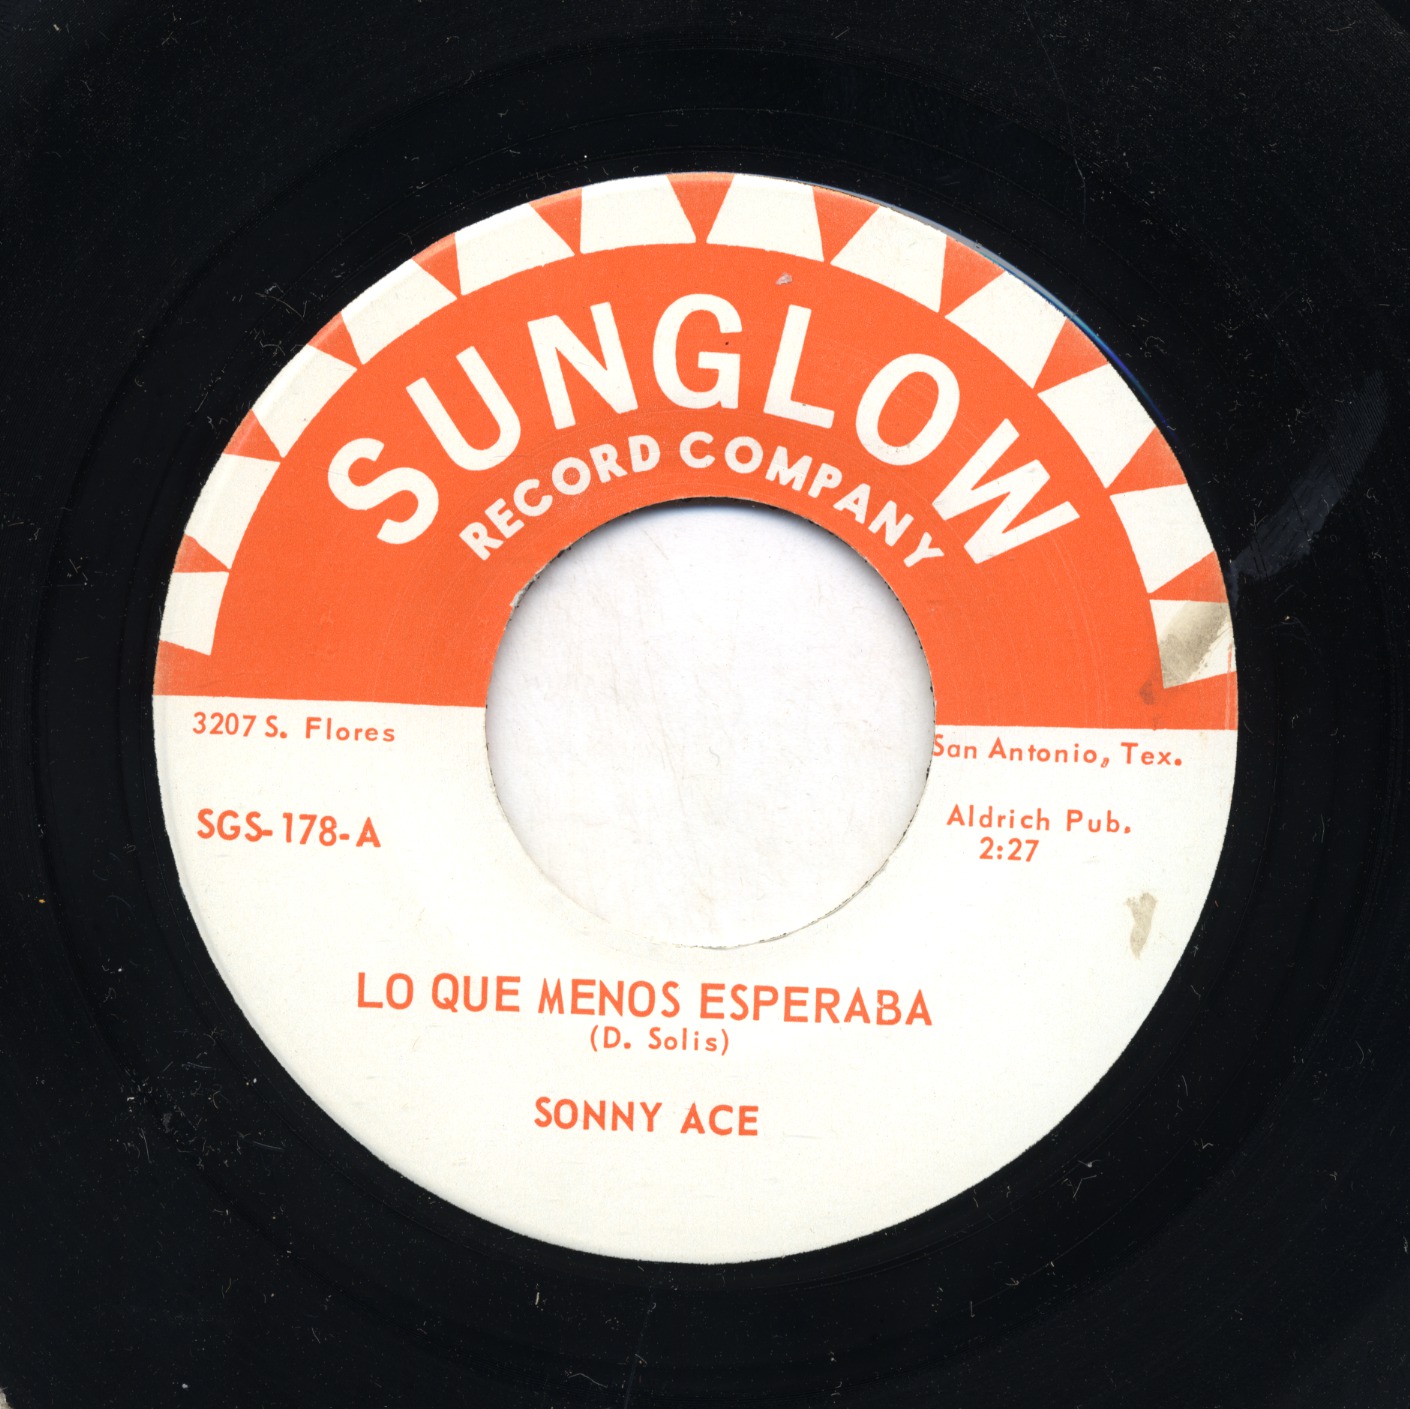 SUNGLOW
RECORD COMPANY
3207 S. Flores
San Antonio, Tex.
SGS-178-A
Aldrich Pub.
2:27
LO QUE MENOS ESPERABA
(D. Solis)
SONNY ACE